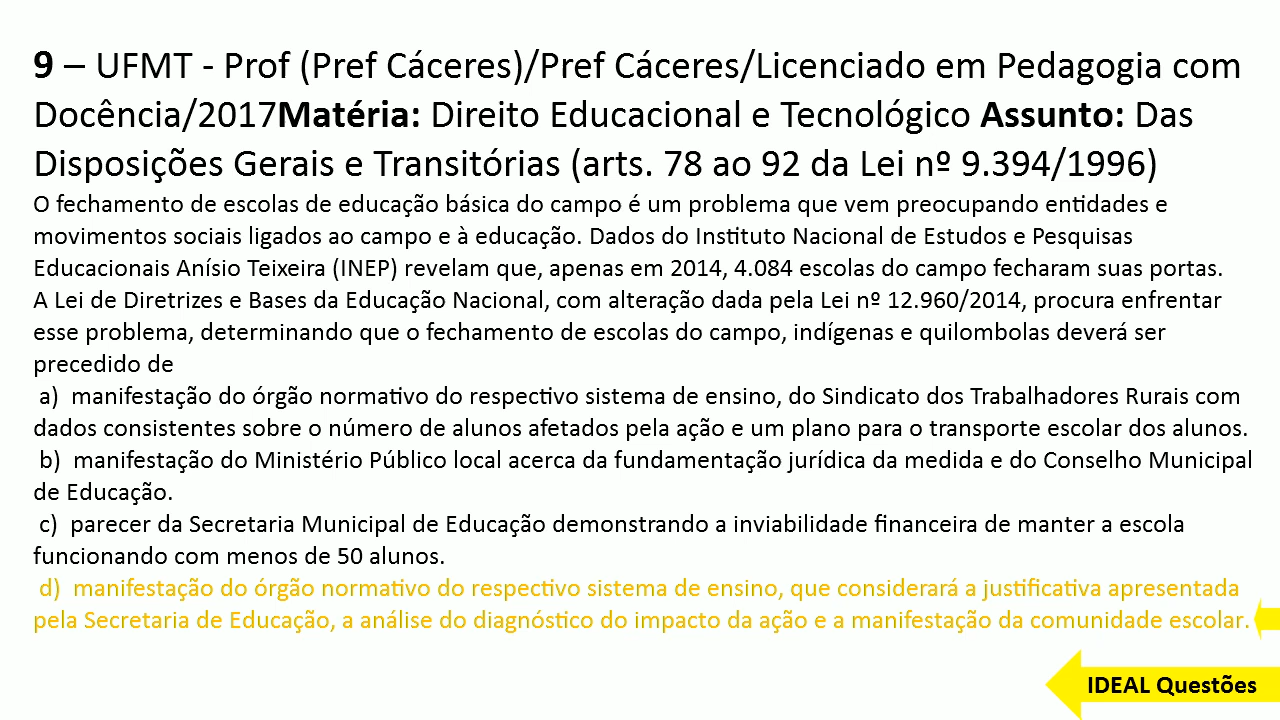 9 – UFMT - Prof (Pref Cáceres)/Pref Cáceres/Licenciado em Pedagogia com
Docência/2017Matéria: Direito Educacional e Tecnológico Assunto: Das
Disposições Gerais e Transitórias (arts. 78 ao 92 da Lei nº 9.394/1996)
O fechamento de escolas de educação básica do campo é um problema que vem preocupando entidades e
movimentos sociais ligados ao campo e à educação. Dados do Instituto Nacional de Estudos e Pesquisas
Educacionais Anísio Teixeira (INEP) revelam que, apenas em 2014, 4.084 escolas do campo fecharam suas portas.
A Lei de Diretrizes e Bases da Educação Nacional, com alteração dada pela Lei nº 12.960/2014, procura enfrentar
esse problema, determinando que o fechamento de escolas do campo, indígenas e quilombolas deverá ser
precedido de
a) manifestação do órgão normativo do respectivo sistema de ensino, do Sindicato dos Trabalhadores Rurais com
dados consistentes sobre o número de alunos afetados pela ação e um plano para o transporte escolar dos alunos.
b) manifestação do Ministério Público local acerca da fundamentação jurídica da medida e do Conselho Municipal
de Educação.
c) parecer da Secretaria Municipal de Educação demonstrando a inviabilidade financeira de manter a escola
funcionando com menos de 50 alunos.
d) manifestação do órgão normativo do respectivo sistema de ensino, que considerará a justificativa apresentada
pela Secretaria de Educação, a análise do diagnóstico do impacto da ação e a manifestação da comunidade escolar.
IDEAL Questões